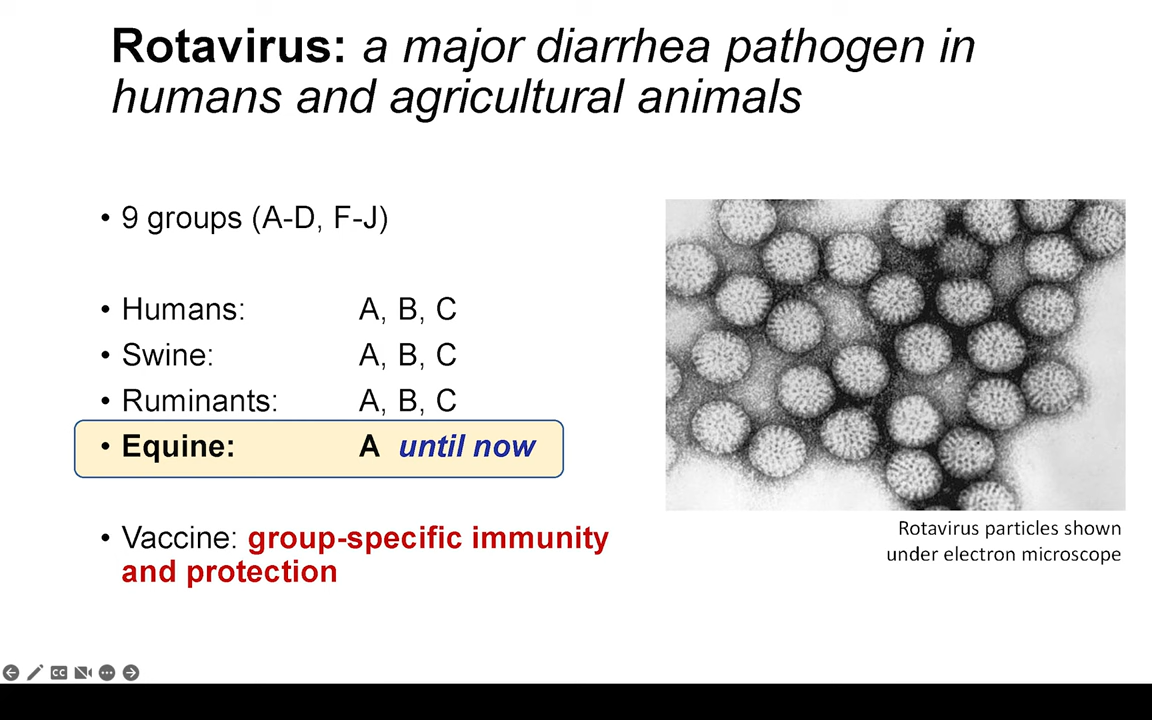 Rotavirus: a major diarrhea pathogen in
humans and agricultural animals
• 9 groups (A-D, F-J)
• Humans: A, B, C
• Swine: A, B, C
• Ruminants: A, B, C
• Equine: A until now
• Vaccine: group-specific immunity
and protection
Rotavirus particles shown
under electron microscope
CC